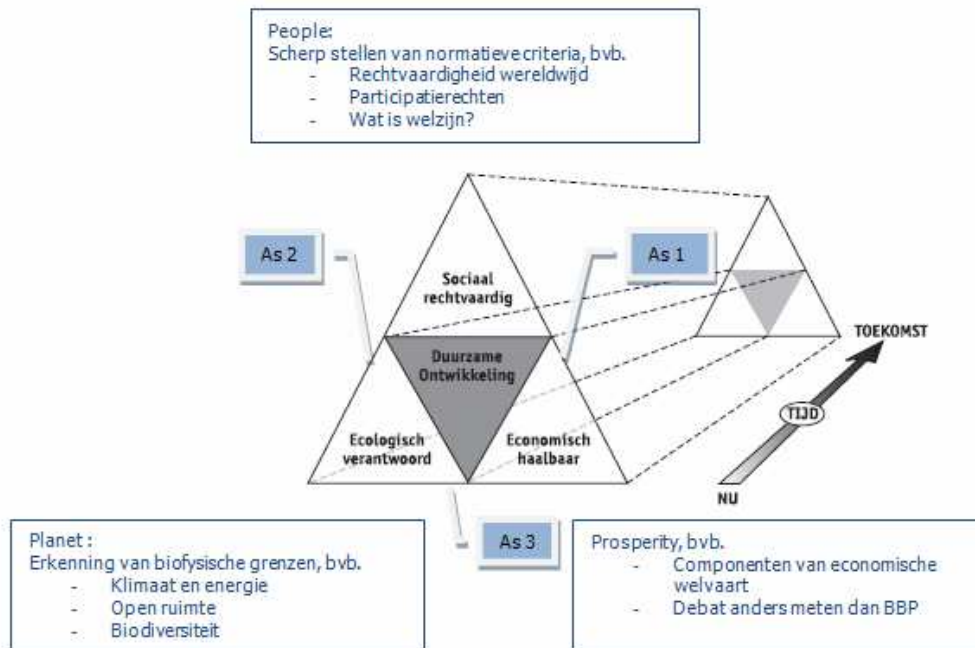 People:
Scherp stellen van normatieve criteria, bvb.
- Rechtvaardigheid wereldwijd
- Participatierechten
- Wat is welzijn?
As 2
As 1
Sociaal
rechtvaardig
TOEKOMST
Duurzame
Ontwikkeling
TIJD
Ecologisch
verantwoord
Economisch
haalbaar
NU
As 3
Planet :
Erkenning van biofysische grenzen, bvb.
- Klimaat en energie
- Open ruimte
- Biodiversiteit
Prosperity, bvb.
- Componenten van economische
welvaart
- Debat anders meten dan BBP